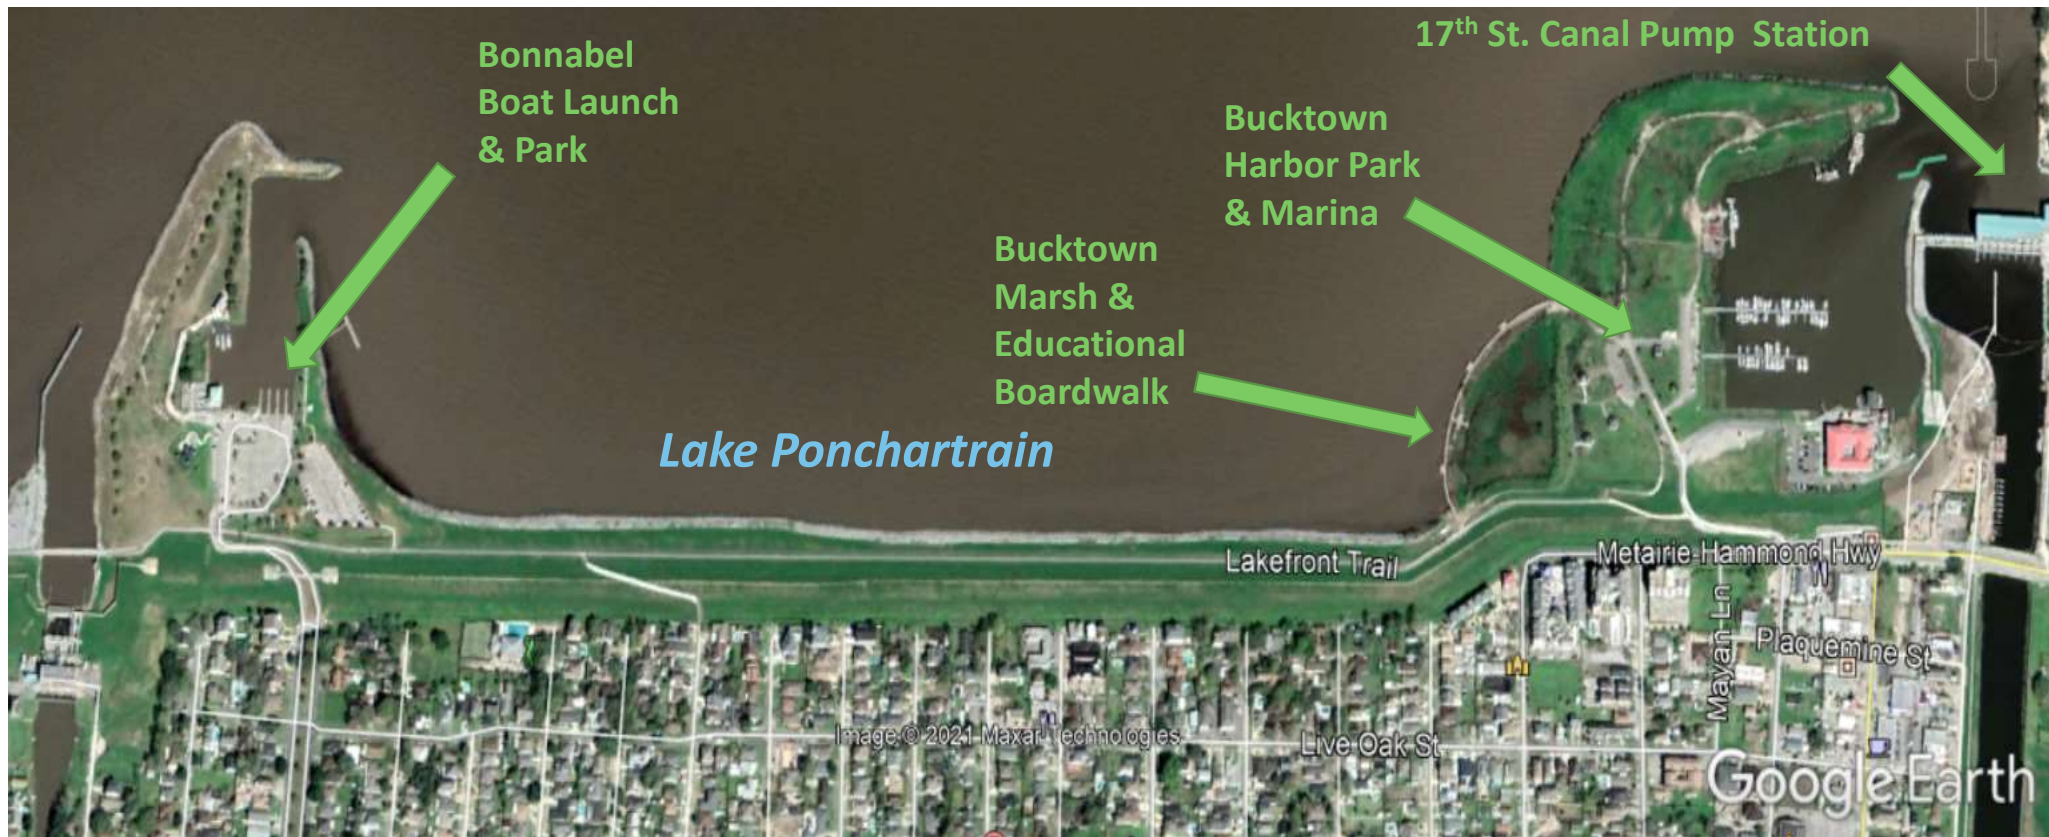 17th St. Canal Pump Station
Bonnabel
Boat Launch
& Park
Bucktown
Harbor Park
& Marina
Bucktown
Marsh &
Educational
Boardwalk
Lake Ponchartrain
Lakefront Trail
Metairie-Hammond Hwy
Mayan Ln
Plaquemine St
Image © 2021 Maxar Technologies
Live Oak St
Google Earth